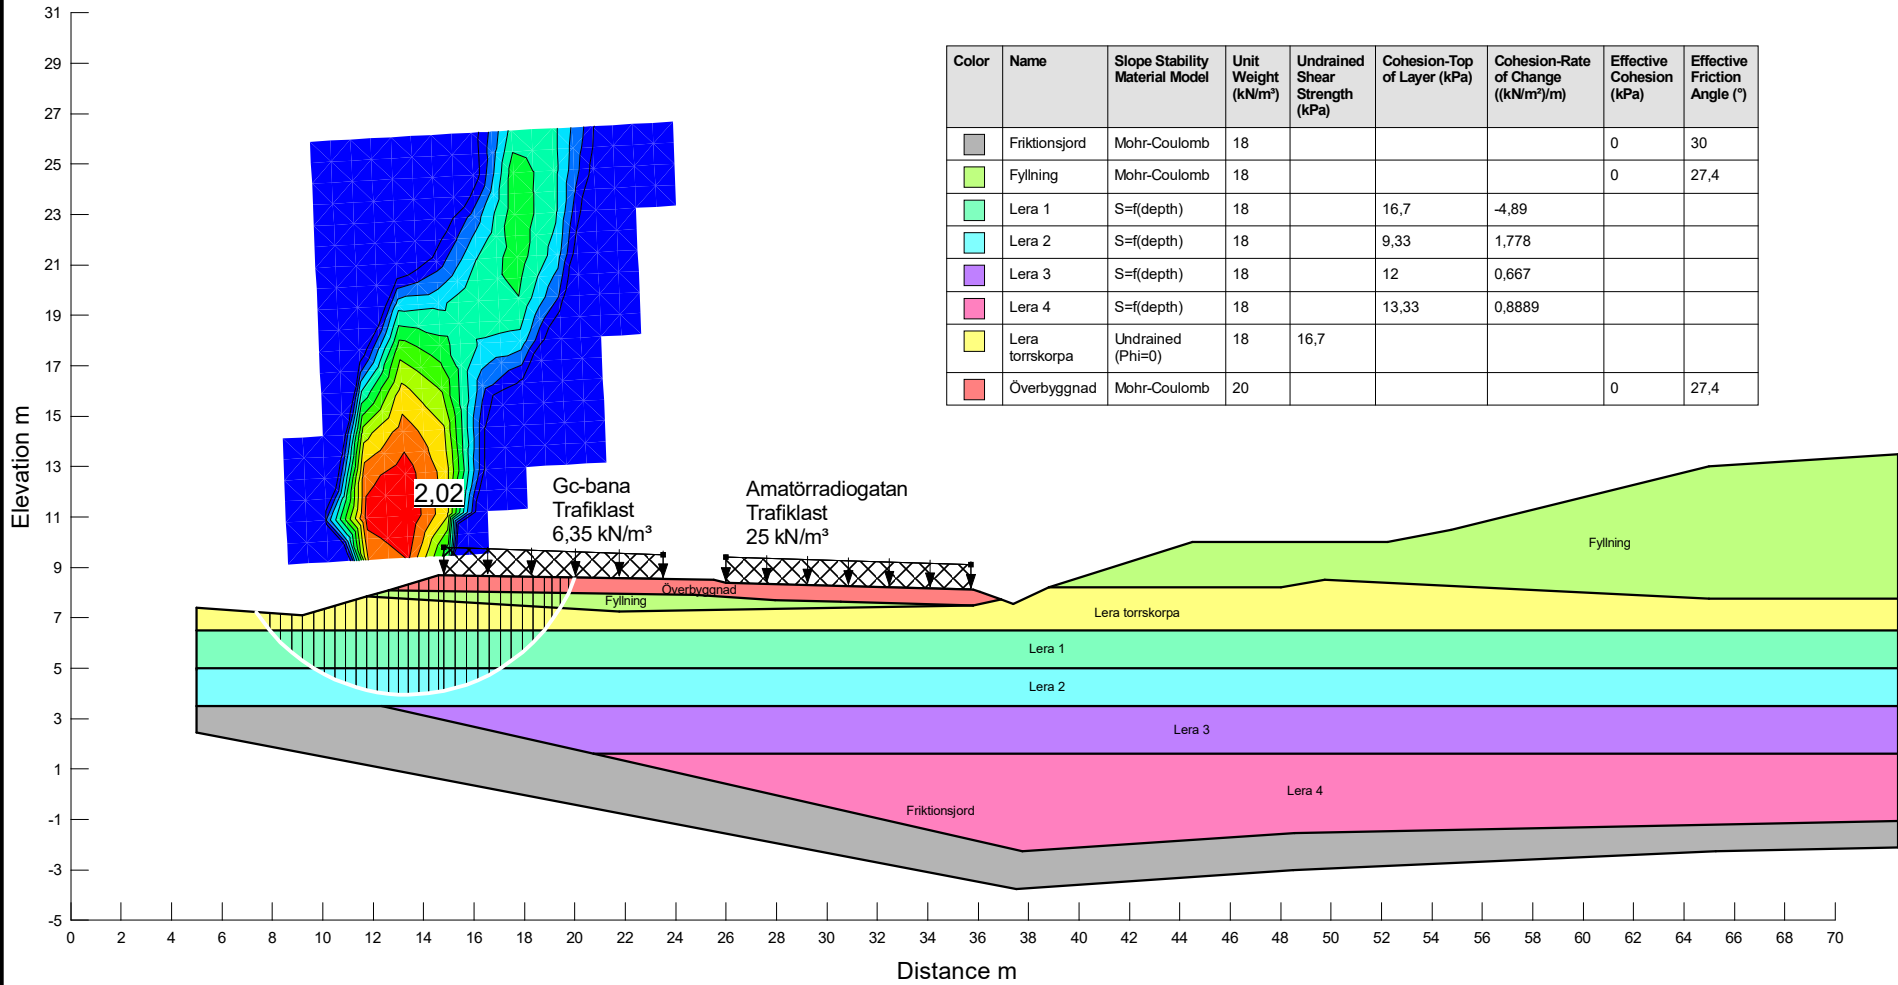 31
29
27
25
23
21
19
17
15
13
11
9
7
5
3
1
-1
-3
-5
Elevation m
Color Name Slope Stability Material Model Unit Weight (kN/m³) Undrained Shear Strength (kPa) Cohesion-Top of Layer (kPa) Cohesion-Rate of Change ((kN/m²)/m) Effective Cohesion (kPa) Effective Friction Angle (°)
Friktionsjord Mohr-Coulomb 18 0 30
Fyllning Mohr-Coulomb 18 0 27,4
Lera 1 S=f(depth) 18 16,7 -4,89
Lera 2 S=f(depth) 18 9,33 1,778
Lera 3 S=f(depth) 18 12 0,667
Lera 4 S=f(depth) 18 13,33 0,8889
Lera torrskorpa Undrained (Phi=0) 18 16,7
Överbyggnad Mohr-Coulomb 20 0 27,4
2,02
Gc-bana
Trafiklast
6,35 kN/m³
Amatörradiogatan
Trafiklast
25 kN/m³
Fyllning
Överbyggnad
Fyllning
Lera torrskorpa
Lera 1
Lera 2
Lera 3
Lera 4
Friktionsjord
0 2 4 6 8 10 12 14 16 18 20 22 24 26 28 30 32 34 36 38 40 42 44 46 48 50 52 54 56 58 60 62 64 66 68 70
Distance m